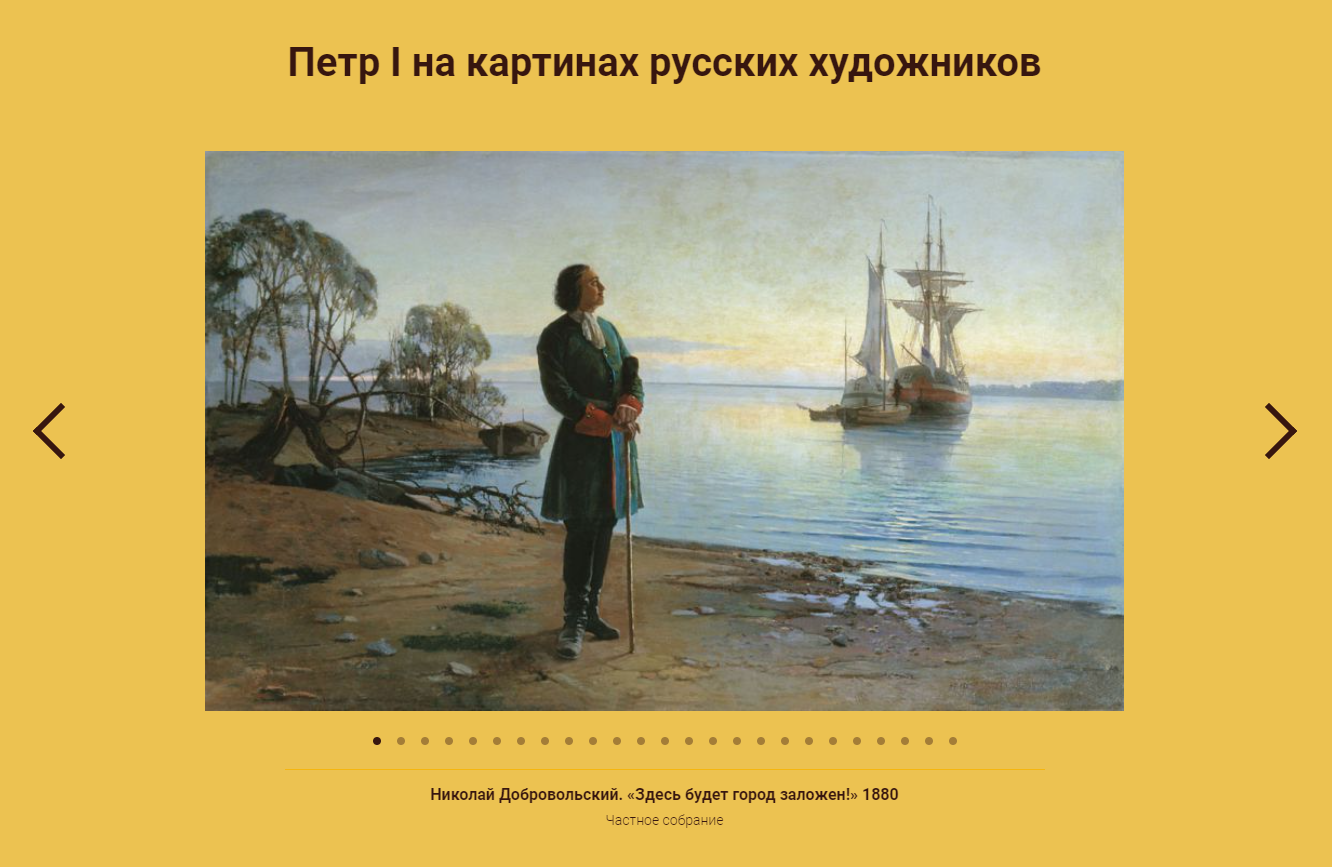 Петр I на картинах русских художников
Николай Добровольский. «Здесь будет город заложен!» 1880
Частное собрание